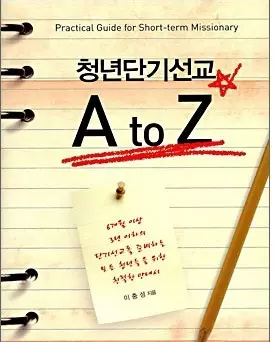 Practical Guide for Short-term Missionary
청년단기선교
A to Z
6개월 이상
3년 이하의
단기선교를 준비하는
모든 청년들을 위한
친절한 안내서
이용성 지음